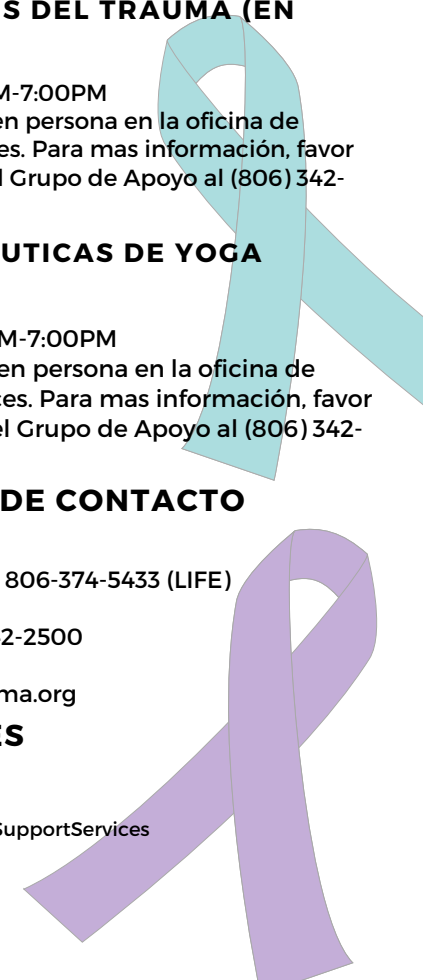 S DEL TRAUMA (EN
M-7:00PM
en persona en la oficina de
es. Para mas información, favor
l Grupo de Apoyo al (806) 342-
UTICAS DE YOGA
M-7:00PM
en persona en la oficina de
ces. Para mas información, favor
el Grupo de Apoyo al (806) 342-
DE CONTACTO
806-374-5433 (LIFE)
2-2500
ma.org
ES
SupportServices